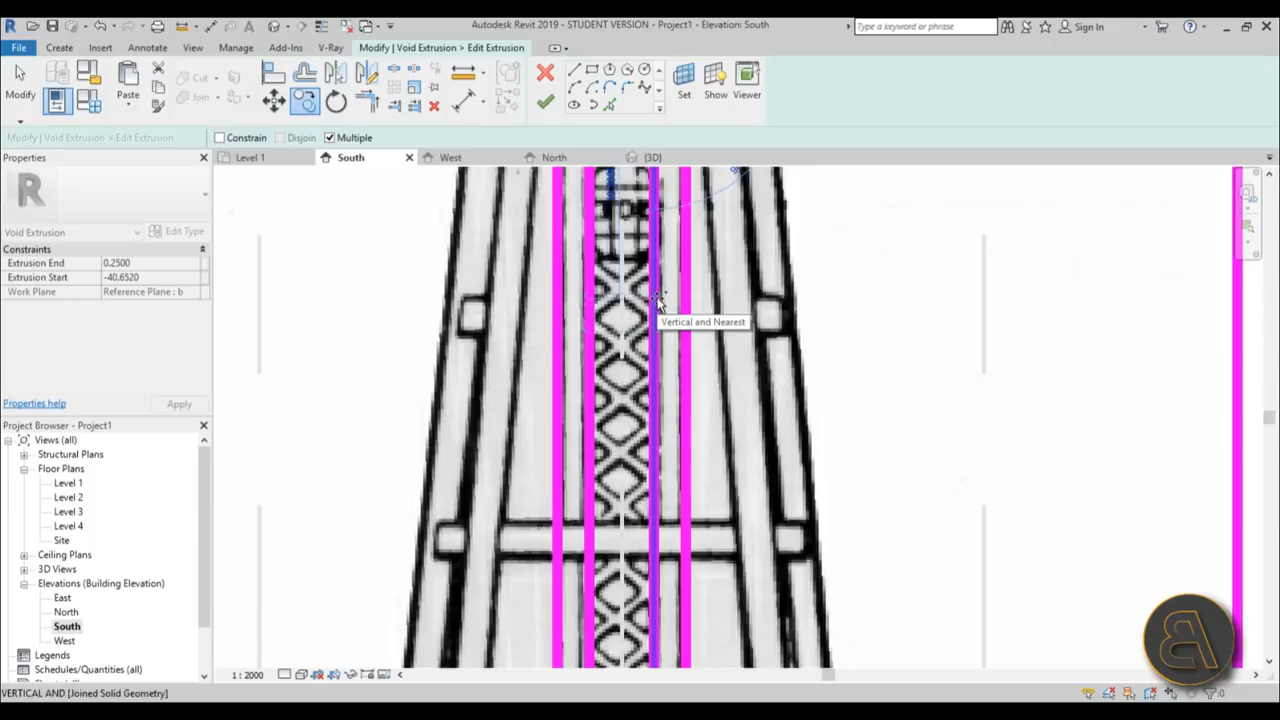 Autodesk Revit 2019 - STUDENT VERSION - Project1 - Elevation: South
Type a keyword or phrase
Sign In
File Create Insert Annotate View Manage Add-Ins V-Ray Modify | Void Extrusion > Edit Extrusion
Modify
Paste
Cut
Join
Set
Show
Viewer
Modify | Void Extrusion > Edit Extrusion
Constrain Disjoin Multiple
Properties
Level 1
South
West
North
{3D}
Void Extrusion
Edit Type
Constraints
Extrusion End 0.2500
Extrusion Start -40.6520
Work Plane Reference Plane : b
Vertical and Nearest
Properties help
Apply
Project Browser - Project1
Views (all)
Structural Plans
Floor Plans
Level 1
Level 2
Level 3
Level 4
Site
Ceiling Plans
3D Views
Elevations (Building Elevation)
East
North
South
West
Legends
Schedules/Quantities (all)
1 : 2000
VERTICAL AND [Joined Solid Geometry]
:0